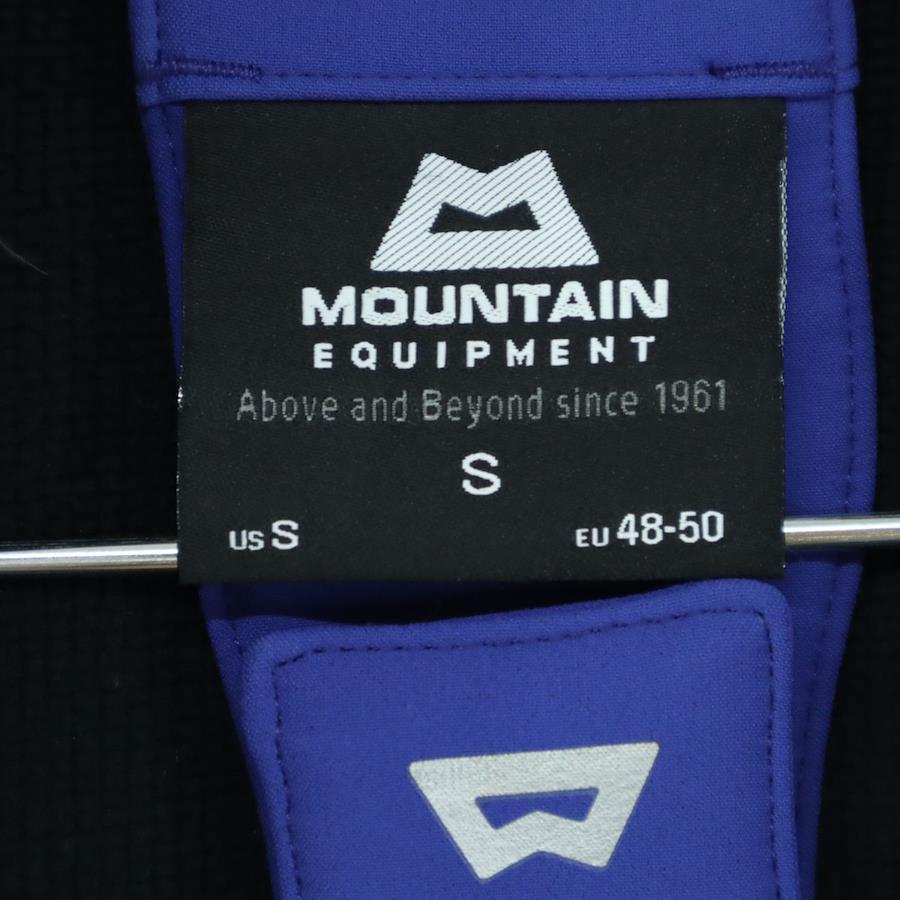 MOUNTAIN
EQUIPMENT
Above and Beyond since 1961
S
US S EU 48-50